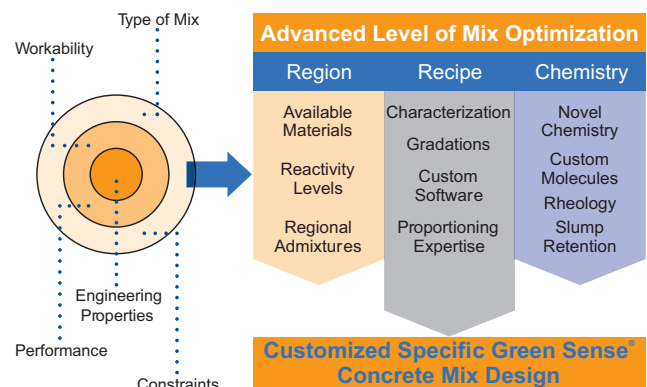 Type of Mix
Workability
Engineering
Properties
Performance
Constraints
Advanced Level of Mix Optimization
Region
Recipe
Chemistry
Available
Materials
Reactivity
Levels
Regional
Admixtures
Characterization
Gradations
Custom
Software
Proportioning
Expertise
Novel
Chemistry
Custom
Molecules
Rheology
Slump
Retention
Customized Specific Green Sense®
Concrete Mix Design